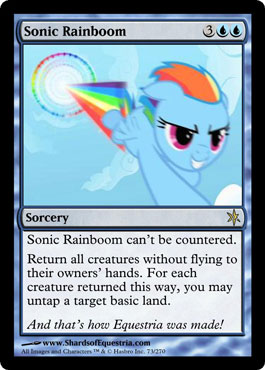 Sonic Rainboom 3
Sorcery
Sonic Rainboom can't be countered.
Return all creatures without flying to
their owners' hands. For each
creature returned this way, you may
untap a target basic land.
And that's how Equestria was made!
www.ShardsofEquestria.com
All Images and Characters ™ & © Hasbro Inc. 73/270